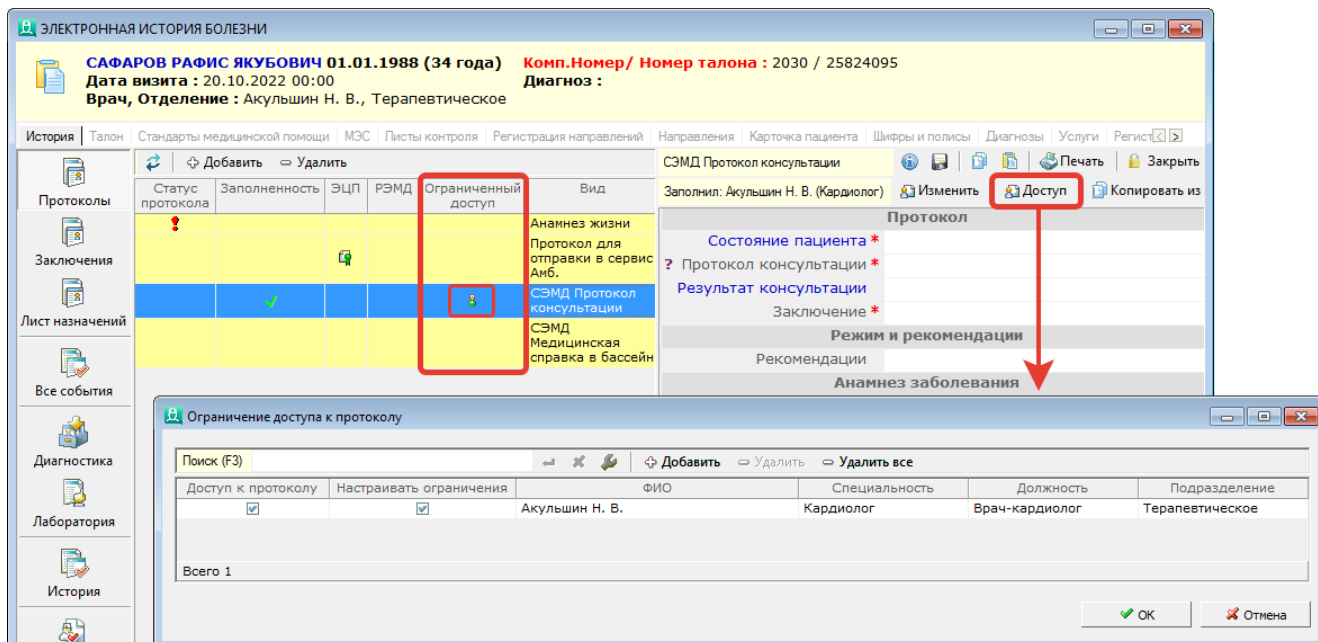 ЭЛЕКТРОННАЯ ИСТОРИЯ БОЛЕЗНИ
САФАРОВ РАФИС ЯКУБОВИЧ 01.01.1988 (34 года) Комп.Номер/ Номер талона : 2030 / 25824095
Дата визита : 20.10.2022 00:00 Диагноз :
Врач, Отделение : Акульшин Н. В., Терапевтическое
История Талон Стандарты медицинской помощи МЭС Листы контроля Регистрация направлений Направления Карточка пациента Шифры и полисы Диагнозы Услуги Регист
Протоколы
Заключения
Лист назначений
Все события
Диагностика
Лаборатория
История
Добавить Удалить
Статус протокола Заполненность ЭЦП РЭМД Ограниченный доступ Вид
Анамнез жизни
Протокол для
отправки в сервис
Амб.
СЭМД Протокол
консультации
СЭМД
Медицинская
справка в бассейн
СЭМД Протокол консультации Печать Закрыть
Заполнил: Акульшин Н. В. (Кардиолог) Изменить Доступ Копировать из
Протокол
Состояние пациента *
? Протокол консультации *
Результат консультации
Заключение *
Режим и рекомендации
Рекомендации
Анамнез заболевания
Ограничение доступа к протоколу
Поиск (F3) Добавить Удалить Удалить все
Доступ к протоколу Настраивать ограничения ФИО Специальность Должность Подразделение
Акульшин Н. В. Кардиолог Врач-кардиолог Терапевтическое
Всего 1
OK Отмена